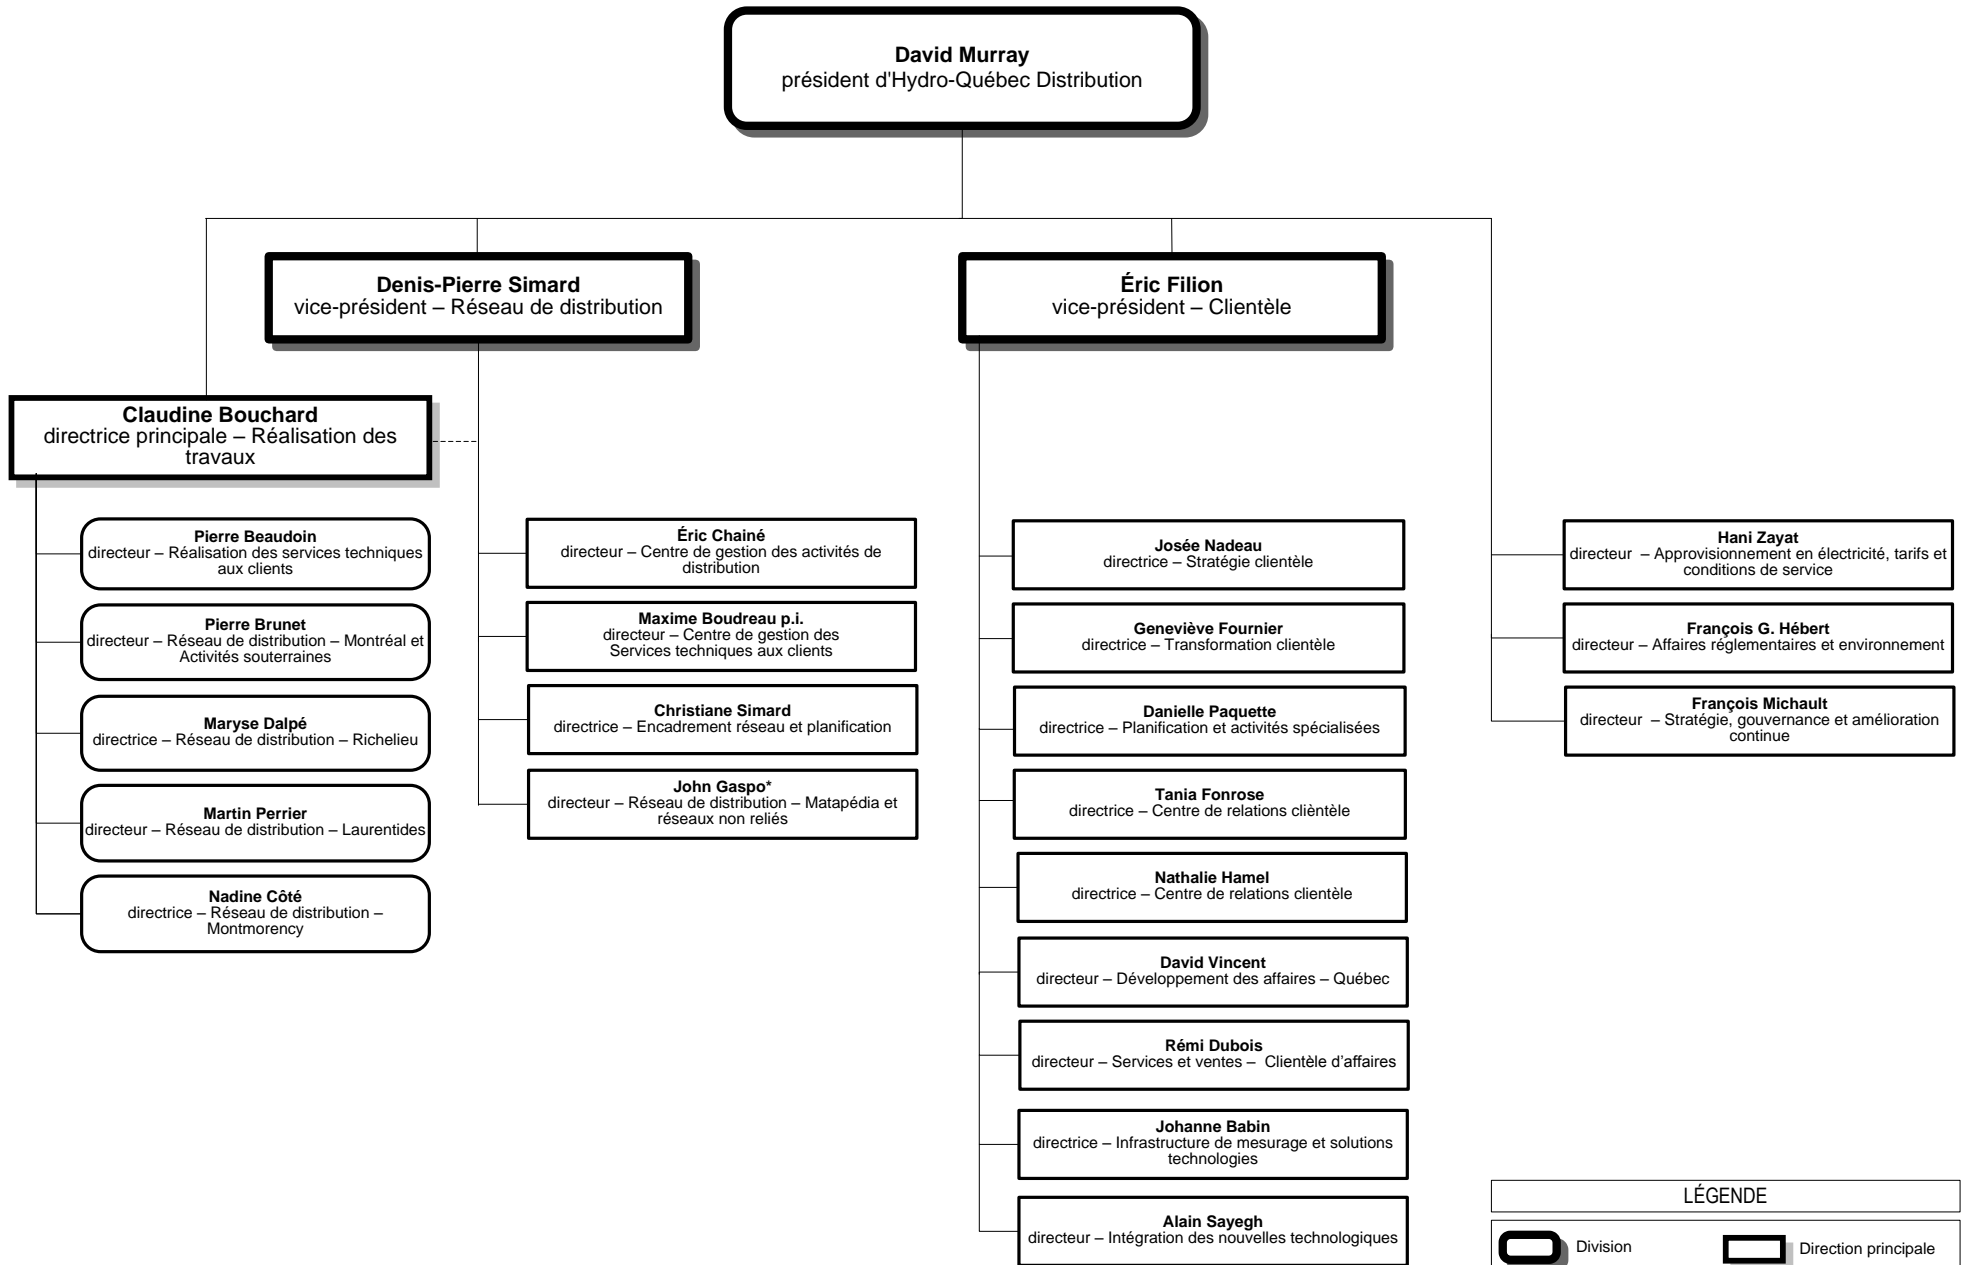 David Murray
président d'Hydro-Québec Distribution
Denis-Pierre Simard
vice-président – Réseau de distribution
Éric Filion
vice-président – Clientèle
Claudine Bouchard
directrice principale – Réalisation des
travaux
Pierre Beaudoin
directeur – Réalisation des services techniques
aux clients
Pierre Brunet
directeur – Réseau de distribution – Montréal et
Activités souterraines
Maryse Dalpé
directrice – Réseau de distribution – Richelieu
Martin Perrier
directeur – Réseau de distribution – Laurentides
Nadine Côté
directrice – Réseau de distribution –
Montmorency
Éric Chainé
directeur – Centre de gestion des activités de
distribution
Maxime Boudreau p.i.
directeur – Centre de gestion des
Services techniques aux clients
Christiane Simard
directrice – Encadrement réseau et planification
John Gaspo*
directeur – Réseau de distribution – Matapédia et
réseaux non reliés
Josée Nadeau
directrice – Stratégie clientèle
Geneviève Fournier
directrice – Transformation clientèle
Danielle Paquette
directrice – Planification et activités spécialisées
Tania Fonrose
directrice – Centre de relations clièntèle
Nathalie Hamel
directrice – Centre de relations clientèle
David Vincent
directeur – Développement des affaires – Québec
Rémi Dubois
directeur – Services et ventes – Clientèle d'affaires
Johanne Babin
directrice – Infrastructure de mesurage et solutions
technologies
Alain Sayegh
directeur – Intégration des nouvelles technologiques
Hani Zayat
directeur – Approvisionnement en électricité, tarifs et
conditions de service
François G. Hébert
directeur – Affaires réglementaires et environnement
François Michault
directeur – Stratégie, gouvernance et amélioration
continue
LÉGENDE
Division
Direction principale